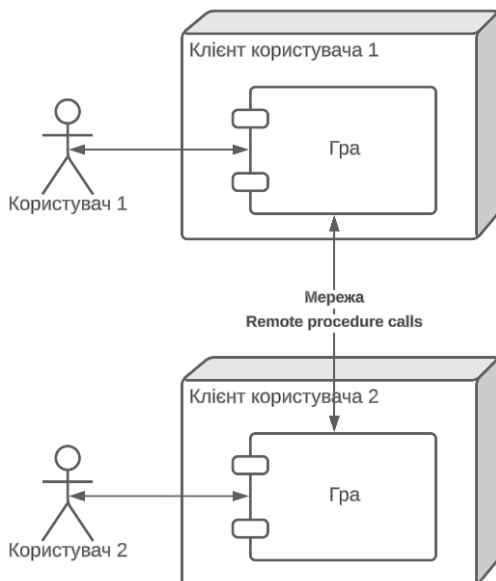 Клієнт користувача 1
Гра
Користувач 1
Мережа
Remote procedure calls
Клієнт користувача 2
Гра
Користувач 2